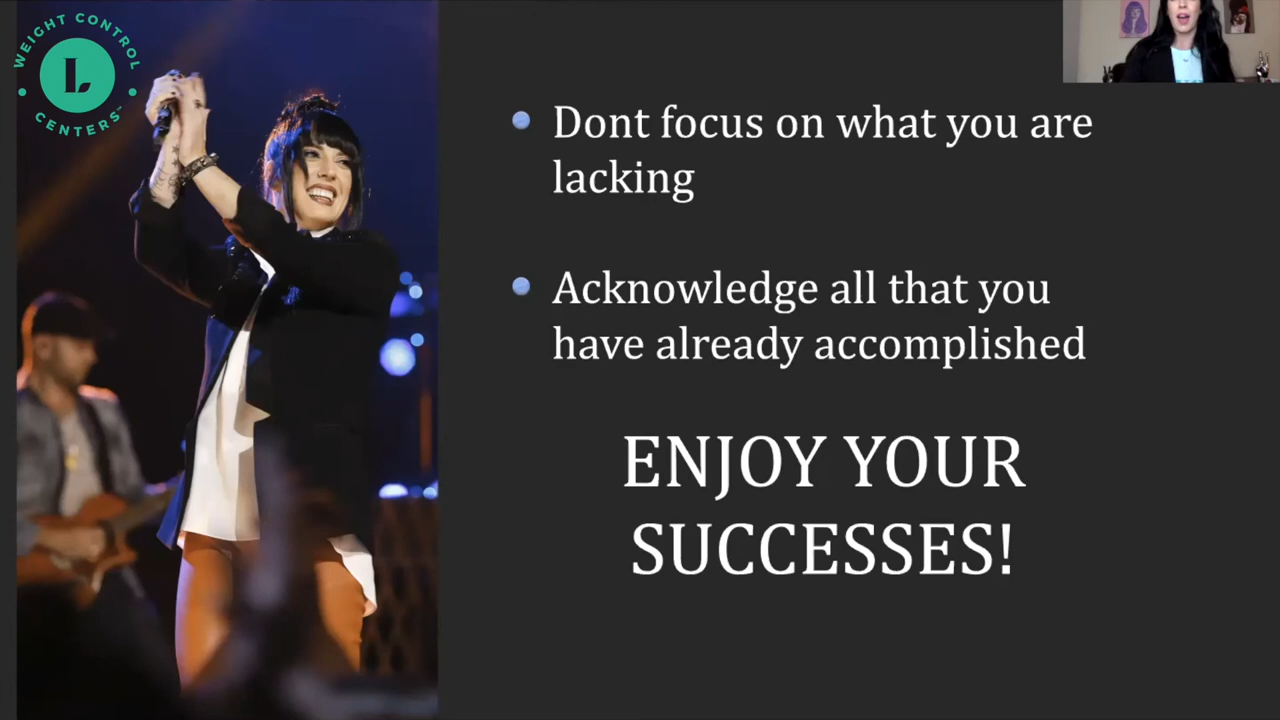 WEIGHT CONTROL
L
CENTERS™
Dont focus on what you are
lacking
Acknowledge all that you
have already accomplished
ENJOY YOUR
SUCCESSES!